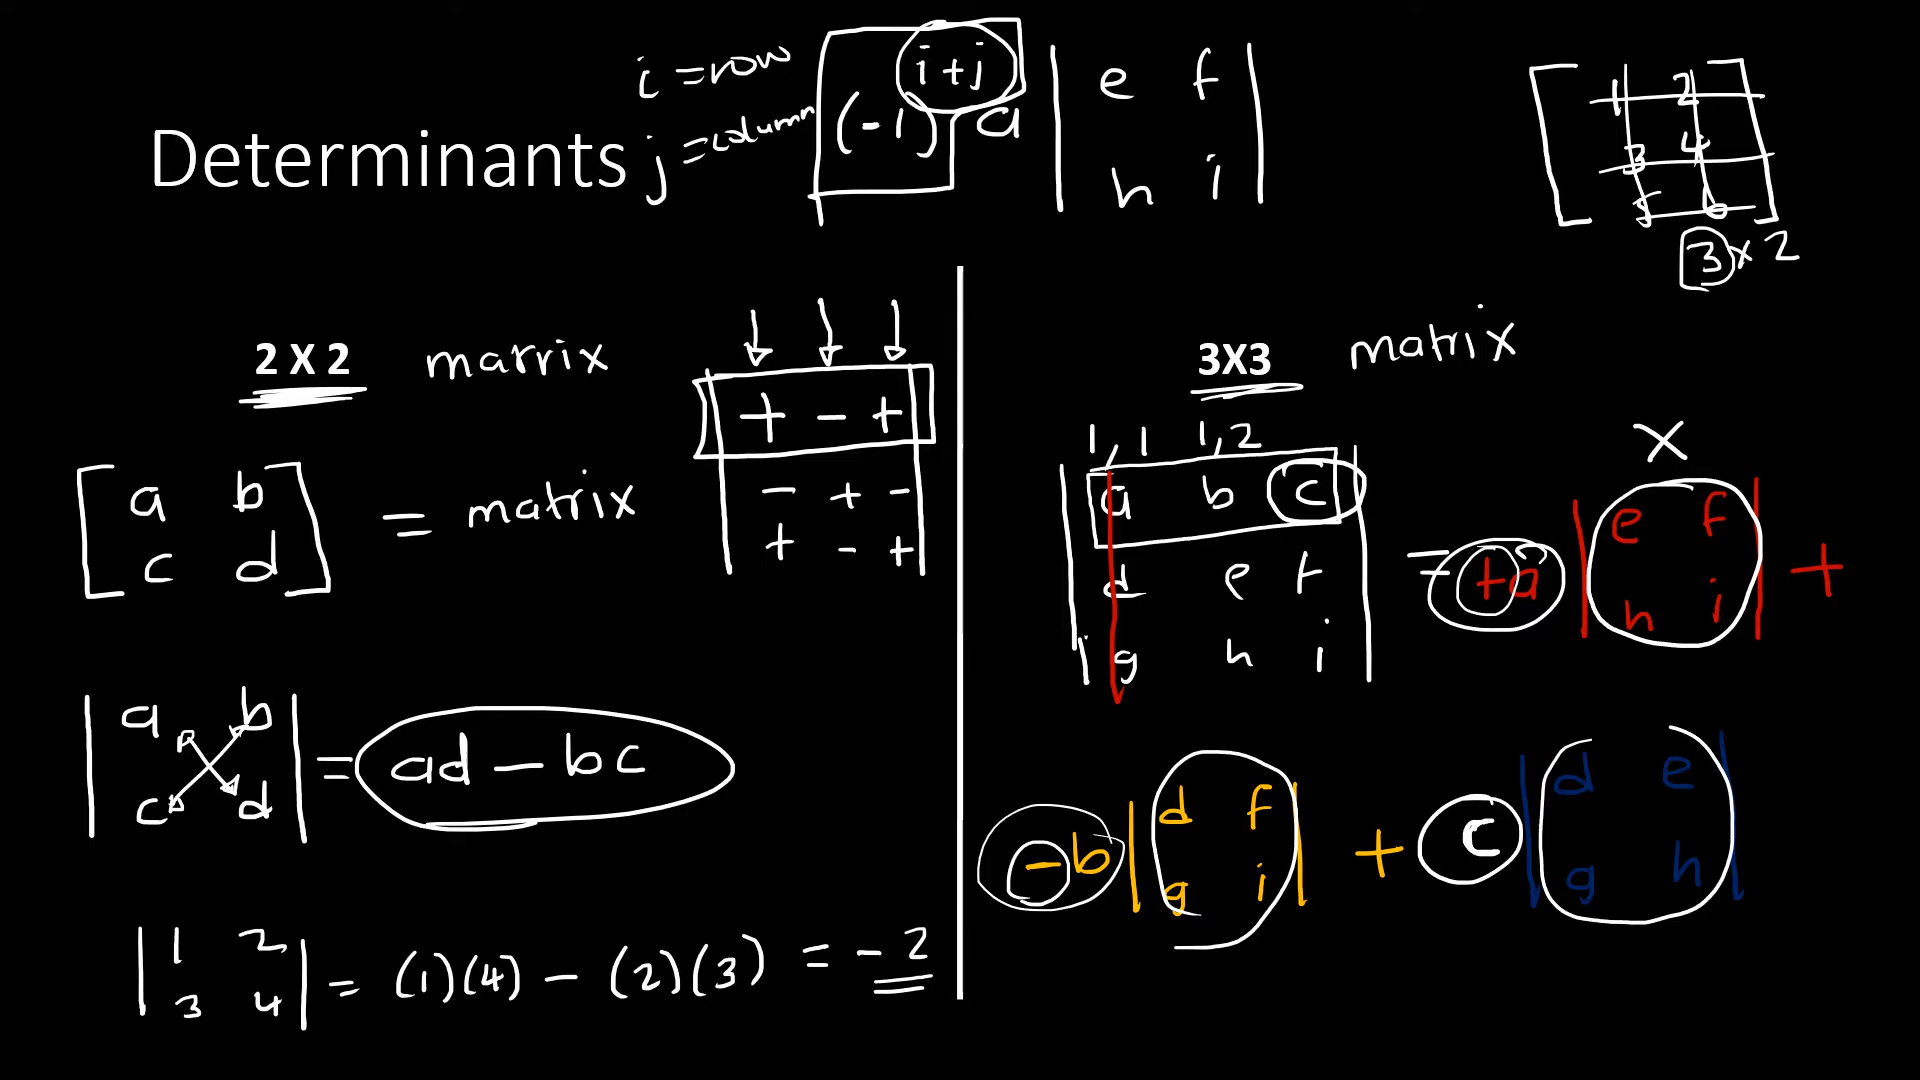 Determinants
i = row
j = column
(-1) i+j a
e f
h i
1 2
3 4
5 6
3 x 2
2 X 2 matrix
+ - +
- + -
+ - +
a b = matrix
c d
a b = ad - bc
c d
1 2 = (1)(4) - (2)(3) = - 2
3 4
3X3 matrix
1,1 1,2
a b c
d e f
g h i
x
= +a e f +
h i
-b d f + c d e
g i g h